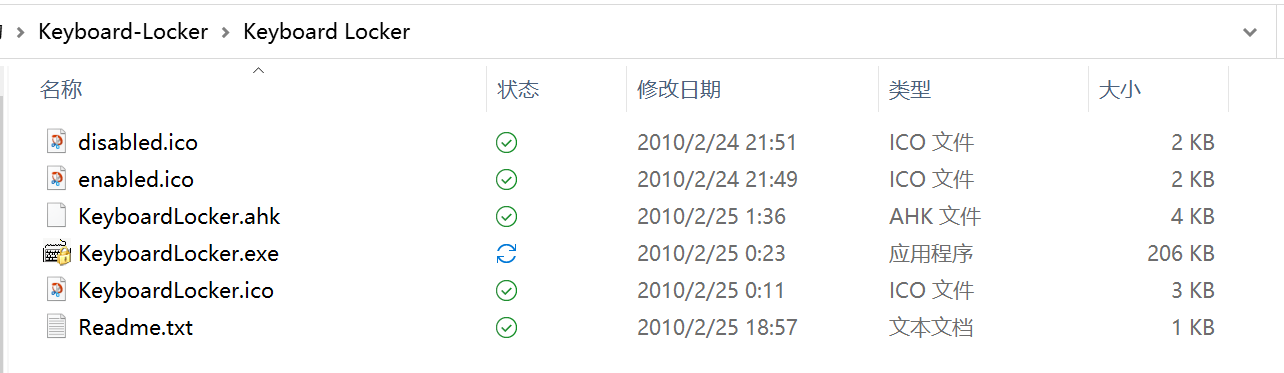 Keyboard-Locker > Keyboard Locker
名称 状态 修改日期 类型 大小
disabled.ico 2010/2/24 21:51 ICO 文件 2 KB
enabled.ico 2010/2/24 21:49 ICO 文件 2 KB
KeyboardLocker.ahk 2010/2/25 1:36 AHK 文件 4 KB
KeyboardLocker.exe 2010/2/25 0:23 应用程序 206 KB
KeyboardLocker.ico 2010/2/25 0:11 ICO 文件 3 KB
Readme.txt 2010/2/25 18:57 文本文档 1 KB